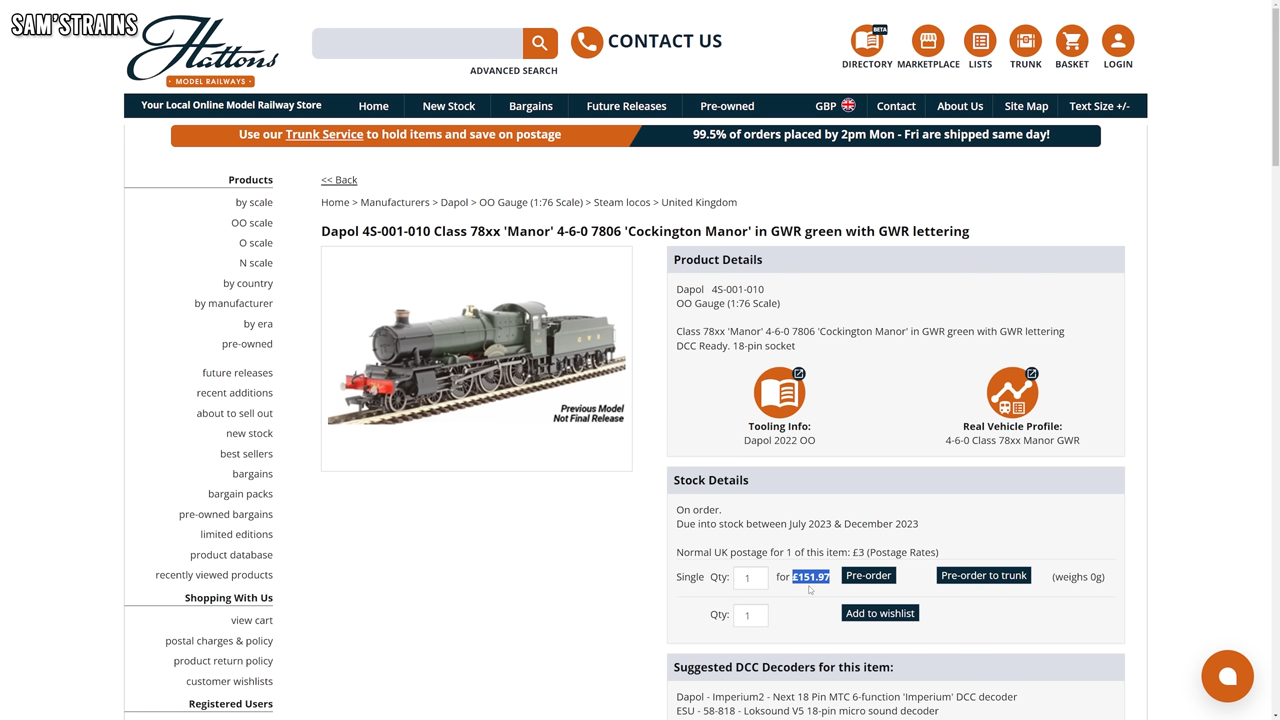 SAM'STRAINS
Hattons
MODEL RAILWAYS
ADVANCED SEARCH
CONTACT US
BETA
DIRECTORY
MARKETPLACE
LISTS
TRUNK
BASKET
LOGIN
Your Local Online Model Railway Store
Home
New Stock
Bargains
Future Releases
Pre-owned
GBP
Contact
About Us
Site Map
Text Size +/-
Use our Trunk Service to hold items and save on postage
99.5% of orders placed by 2pm Mon - Fri are shipped same day!
Products
by scale
OO scale
O scale
N scale
by country
by manufacturer
by era
pre-owned
future releases
recent additions
about to sell out
new stock
best sellers
bargains
bargain packs
pre-owned bargains
limited editions
product database
recently viewed products
Shopping With Us
view cart
postal charges & policy
product return policy
customer wishlists
Registered Users
<< Back
Home > Manufacturers > Dapol > OO Gauge (1:76 Scale) > Steam locos > United Kingdom
Dapol 4S-001-010 Class 78xx 'Manor' 4-6-0 7806 'Cockington Manor' in GWR green with GWR lettering
G W R
Previous Model
Not Final Release
Product Details
Dapol 4S-001-010
OO Gauge (1:76 Scale)
Class 78xx 'Manor' 4-6-0 7806 'Cockington Manor' in GWR green with GWR lettering
DCC Ready. 18-pin socket
Tooling Info:
Dapol 2022 OO
Real Vehicle Profile:
4-6-0 Class 78xx Manor GWR
Stock Details
On order.
Due into stock between July 2023 & December 2023
Normal UK postage for 1 of this item: £3 (Postage Rates)
Single Qty: 1 for £151.97 Pre-order Pre-order to trunk (weighs 0g)
Qty: 1 Add to wishlist
Suggested DCC Decoders for this item:
Dapol - Imperium2 - Next 18 Pin MTC 6-function 'Imperium' DCC decoder
ESU - 58-818 - Loksound V5 18-pin micro sound decoder